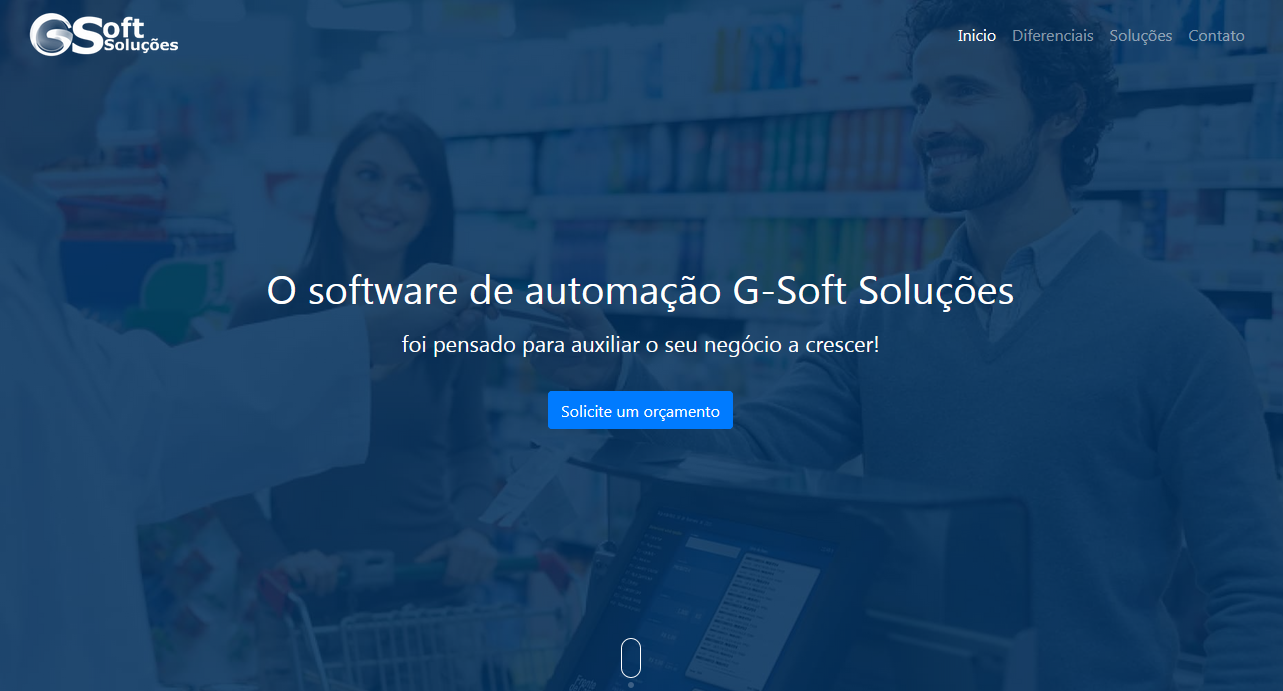 GSoft
Soluções
Inicio Diferenciais Soluções Contato
O software de automação G-Soft Soluções
foi pensado para auxiliar o seu negócio a crescer!
Solicite um orçamento